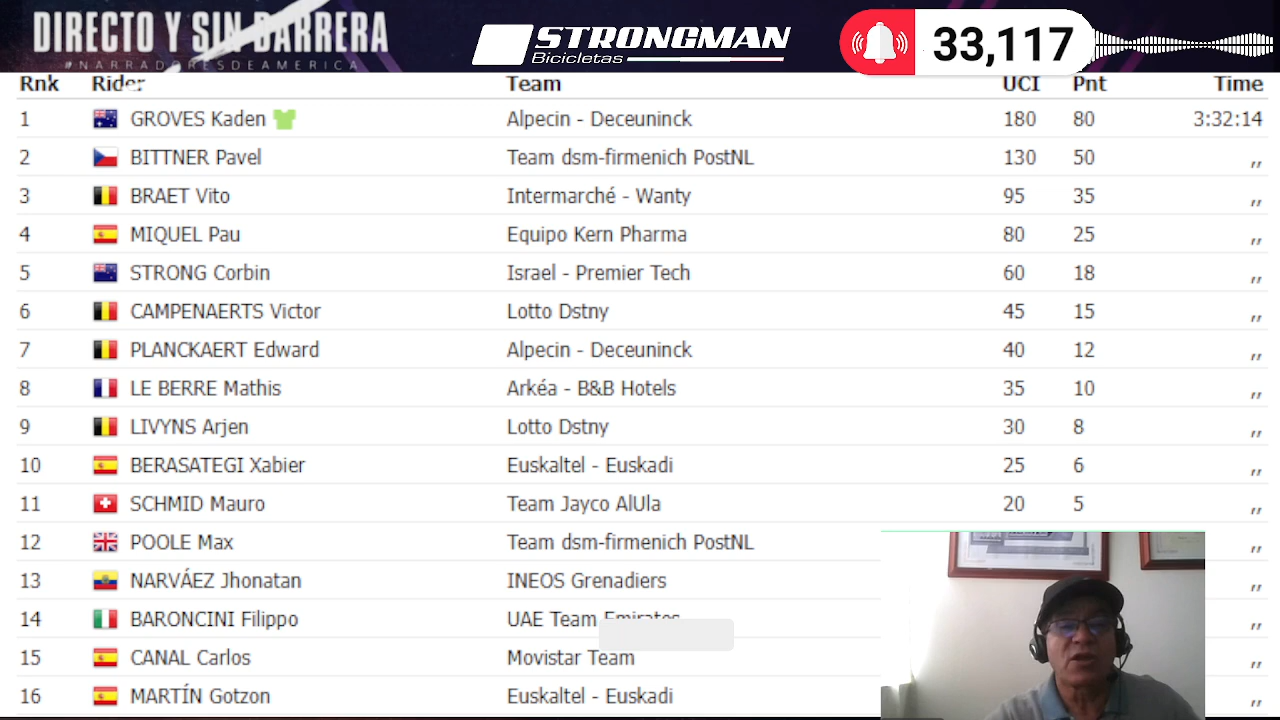 DIRECTO Y SIN BARRERA
#NARRADORESDEAMERICA
STRONGMAN
Bicicletas
33,117
Rnk Rider Team UCI Pnt Time
1 GROVES Kaden Alpecin - Deceuninck 180 80 3:32:14
2 BITTNER Pavel Team dsm-firmenich PostNL 130 50 ,,
3 BRAET Vito Intermarché - Wanty 95 35 ,,
4 MIQUEL Pau Equipo Kern Pharma 80 25 ,,
5 STRONG Corbin Israel - Premier Tech 60 18 ,,
6 CAMPENAERTS Victor Lotto Dstny 45 15 ,,
7 PLANCKAERT Edward Alpecin - Deceuninck 40 12 ,,
8 LE BERRE Mathis Arkéa - B&B Hotels 35 10 ,,
9 LIVYNS Arjen Lotto Dstny 30 8 ,,
10 BERASATEGI Xabier Euskaltel - Euskadi 25 6 ,,
11 SCHMID Mauro Team Jayco AlUla 20 5 ,,
12 POOLE Max Team dsm-firmenich PostNL ,,
13 NARVÁEZ Jhonatan INEOS Grenadiers ,,
14 BARONCINI Filippo UAE Team Emirates ,,
15 CANAL Carlos Movistar Team ,,
16 MARTÍN Gotzon Euskaltel - Euskadi ,,